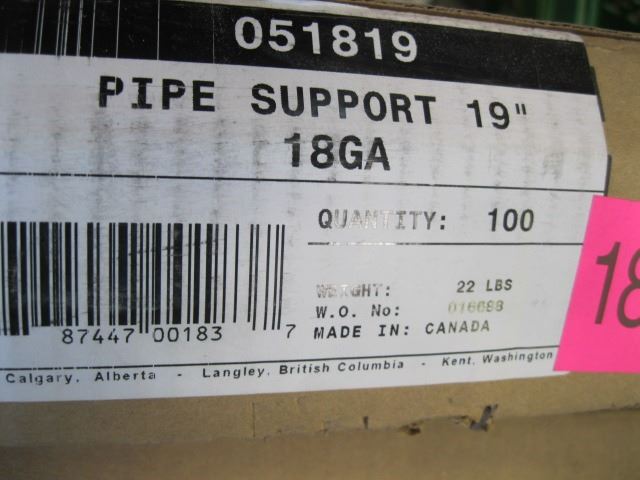 051819
PIPE SUPPORT 19"
18GA
QUANTITY: 100
WEIGHT: 22 LBS
W.O. No: 016688
MADE IN: CANADA
87447 00183 7
Calgary, Alberta - Langley, British Columbia - Kent, Washington
18